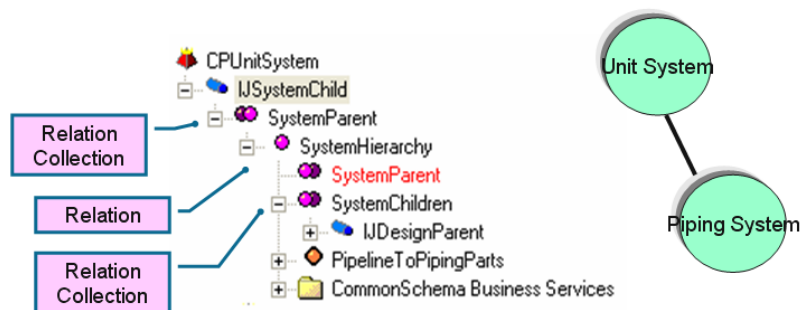 CPUnitSystem
IJSystemChild
SystemParent
SystemHierarchy
SystemParent
SystemChildren
IJDesignParent
PipelineToPipingParts
CommonSchema Business Services
Relation
Collection
Relation
Relation
Collection
Unit System
Piping System